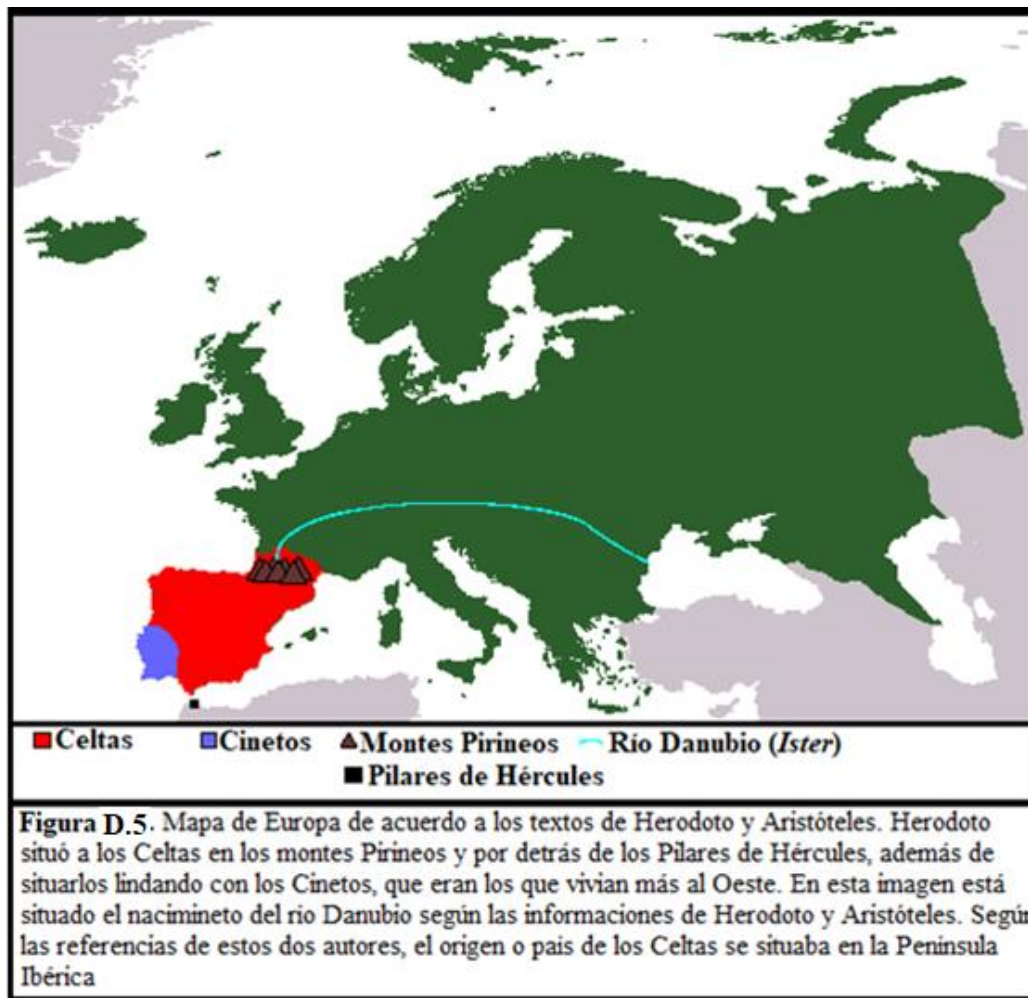 Celtas Cinetos Montes Pirineos Río Danubio (Ister)
Pilares de Hércules
Figura D.5. Mapa de Europa de acuerdo a los textos de Herodoto y Aristóteles. Herodoto
situó a los Celtas en los montes Pirineos y por detrás de los Pilares de Hércules, además de
situarlos lindando con los Cinetos, que eran los que vivian más al Oeste. En esta imagen está
situado el nacimineto del río Danubio según las informaciones de Herodoto y Aristóteles. Según
las referencias de estos dos autores, el origen o país de los Celtas se situaba en la Peninsula
Ibérica